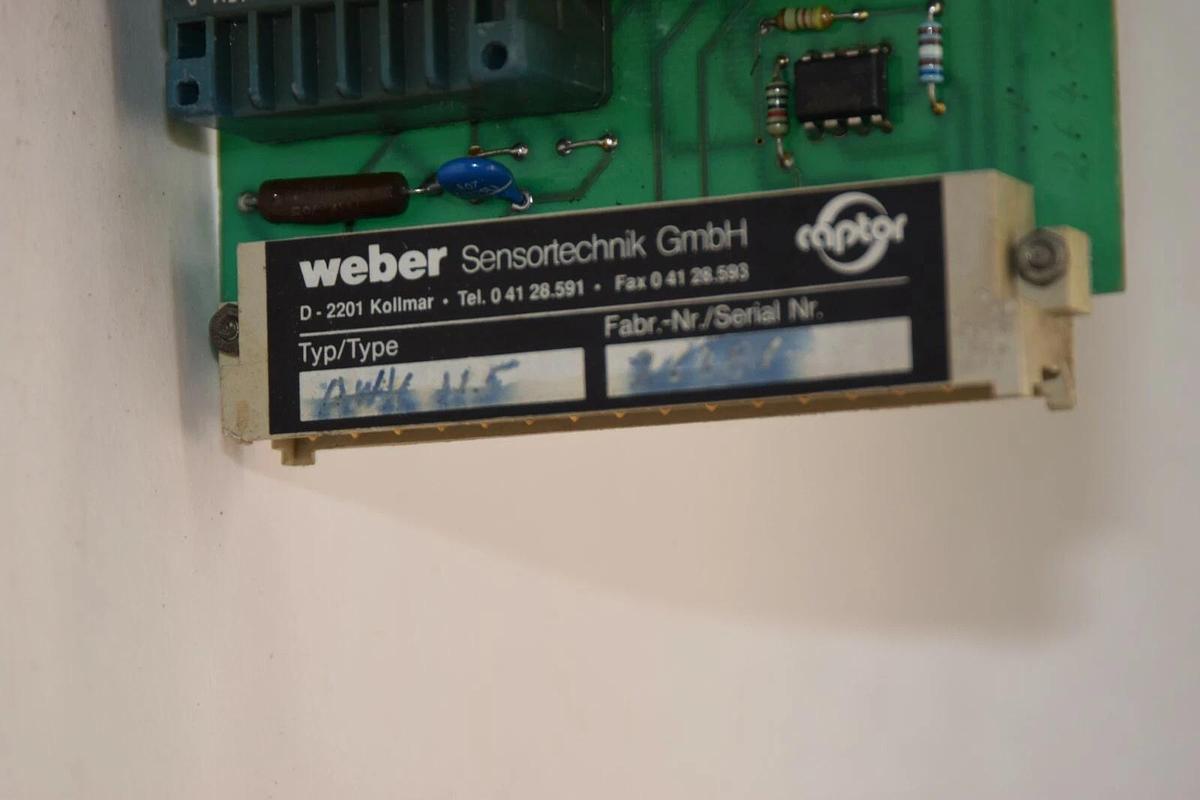 weber Sensortechnik GmbH
captor
D - 2201 Kollmar • Tel. 0 41 28.591 • Fax 0 41 28.593
Typ/Type
Fabr.-Nr./Serial Nr.